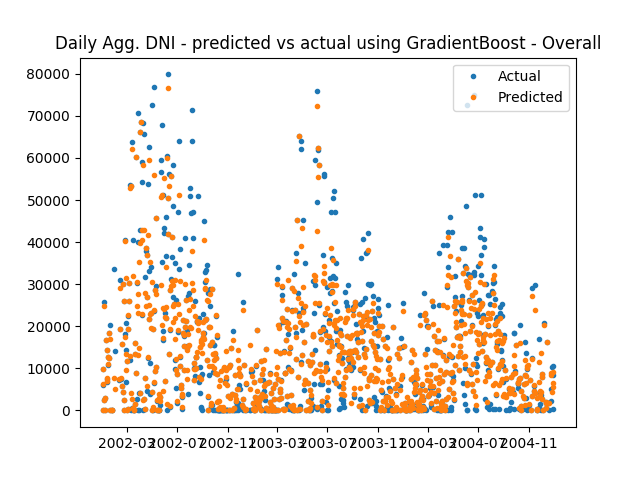 Daily Agg. DNI - predicted vs actual using GradientBoost - Overall
Actual
Predicted
80000
70000
60000
50000
40000
30000
20000
10000
0
2002-03 2002-07 2002-11 2003-03 2003-07 2003-11 2004-03 2004-07 2004-11